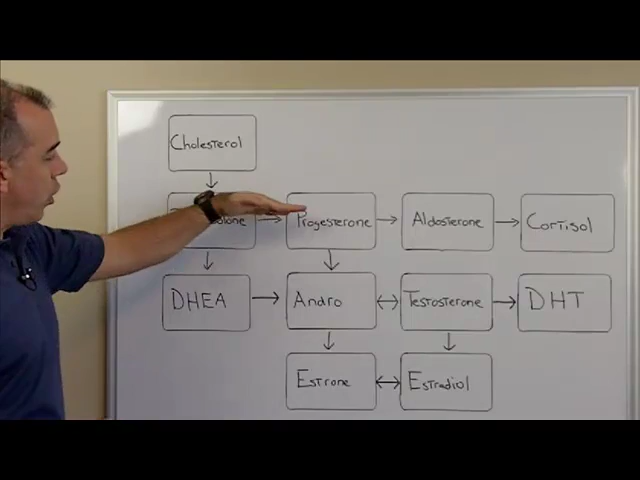 Cholesterol
Progesterone
Aldosterone
Cortisol
DHEA
Andro
Testosterone
DHT
Estrone
Estradiol